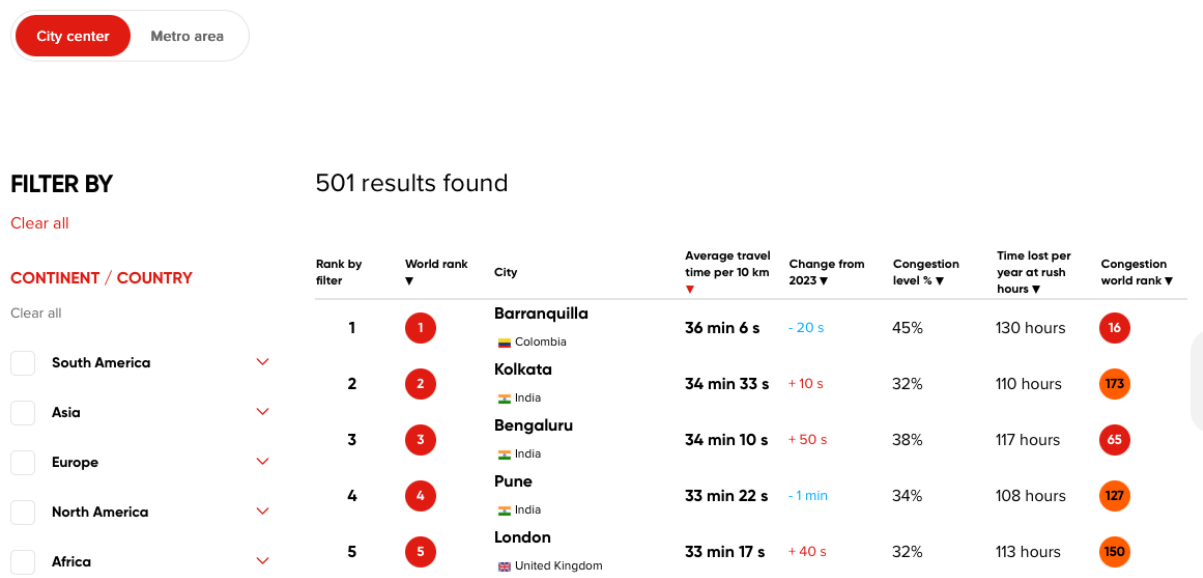 City center Metro area
FILTER BY
Clear all
CONTINENT / COUNTRY
Clear all
South America
Asia
Europe
North America
Africa
501 results found
Rank by filter World rank ▼ City Average travel time per 10 km ▼ Change from 2023 ▼ Congestion level % ▼ Time lost per year at rush hours ▼ Congestion world rank ▼
1 1 Barranquilla 36 min 6 s - 20 s 45% 130 hours 16
Colombia
2 2 Kolkata 34 min 33 s + 10 s 32% 110 hours 173
India
3 3 Bengaluru 34 min 10 s + 50 s 38% 117 hours 65
India
4 4 Pune 33 min 22 s - 1 min 34% 108 hours 127
India
5 5 London 33 min 17 s + 40 s 32% 113 hours 150
United Kingdom